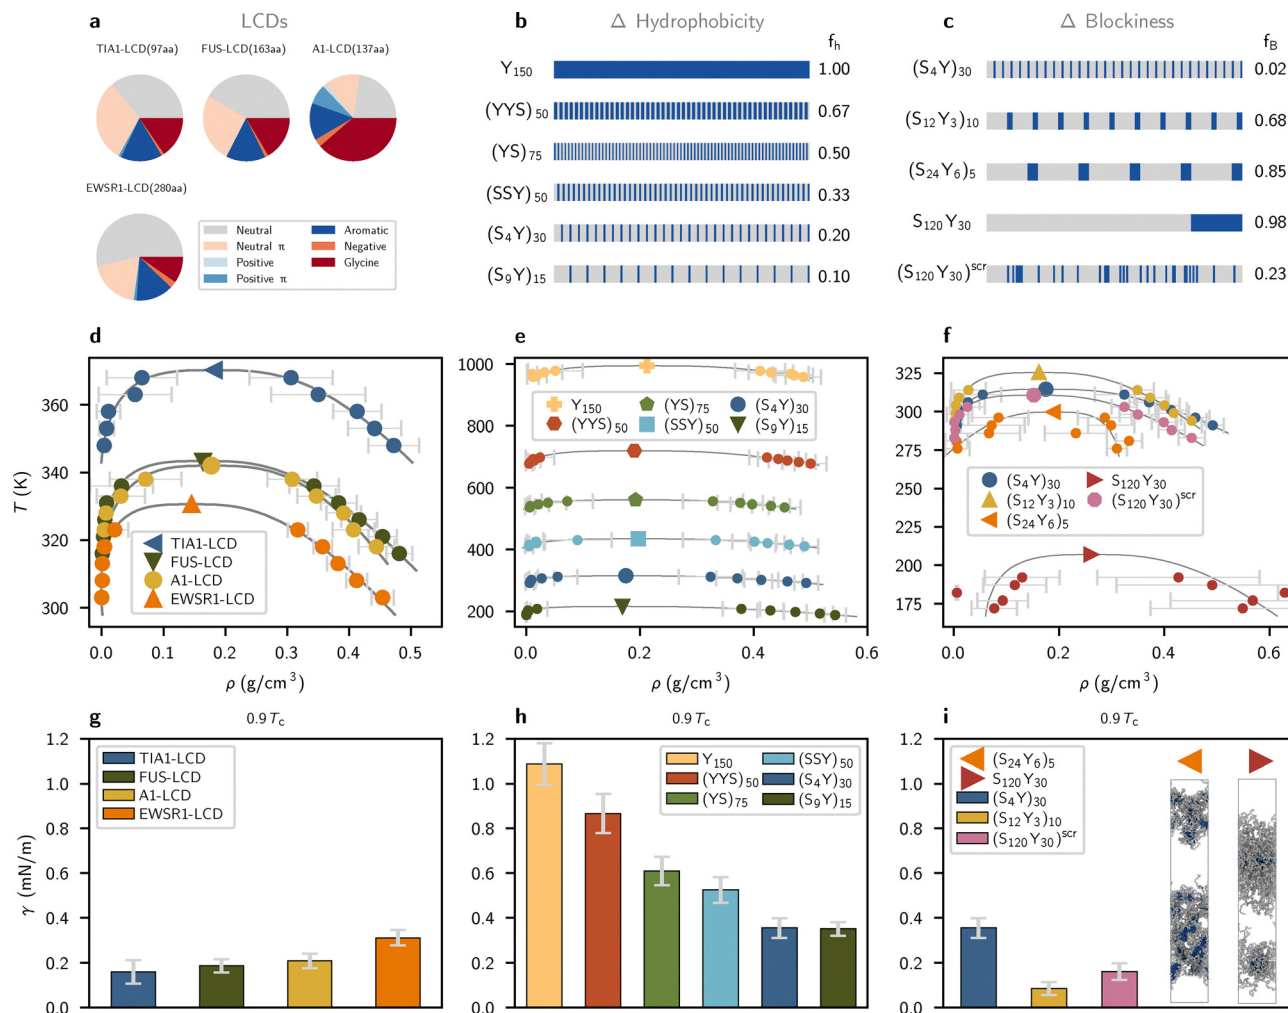 a LCDs
TIA1-LCD(97aa) FUS-LCD(163aa) A1-LCD(137aa)
EWSR1-LCD(280aa)
Neutral Aromatic
Neutral π Negative
Positive Glycine
Positive π
b Δ Hydrophobicity
f_h
Y_150 1.00
(YYS)_50 0.67
(YS)_75 0.50
(SSY)_50 0.33
(S_4Y)_30 0.20
(S_9Y)_15 0.10
c Δ Blockiness
f_B
(S_4Y)_30 0.02
(S_12Y_3)_10 0.68
(S_24Y_6)_5 0.85
S_120Y_30 0.98
(S_120Y_30)^scr 0.23
d
T (K)
360
340
320
300
TIA1-LCD
FUS-LCD
A1-LCD
EWSR1-LCD
0.0 0.1 0.2 0.3 0.4 0.5
ρ (g/cm^3)
e
1000
800
600
400
200
Y_150 (YS)_75 (S_4Y)_30
(YYS)_50 (SSY)_50 (S_9Y)_15
0.0 0.2 0.4 0.6
ρ (g/cm^3)
f
325
300
275
250
225
200
175
(S_4Y)_30 S_120Y_30
(S_12Y_3)_10 (S_120Y_30)^scr
(S_24Y_6)_5
0.0 0.2 0.4 0.6
ρ (g/cm^3)
g 0.9T_c
γ (mN/m)
1.2
1.0
0.8
0.6
0.4
0.2
0.0
TIA1-LCD
FUS-LCD
A1-LCD
EWSR1-LCD
h 0.9T_c
1.2
1.0
0.8
0.6
0.4
0.2
0.0
Y_150 (SSY)_50
(YYS)_50 (S_4Y)_30
(YS)_75 (S_9Y)_15
i 0.9T_c
1.2
1.0
0.8
0.6
0.4
0.2
0.0
(S_24Y_6)_5
S_120Y_30
(S_4Y)_30
(S_12Y_3)_10
(S_120Y_30)^scr